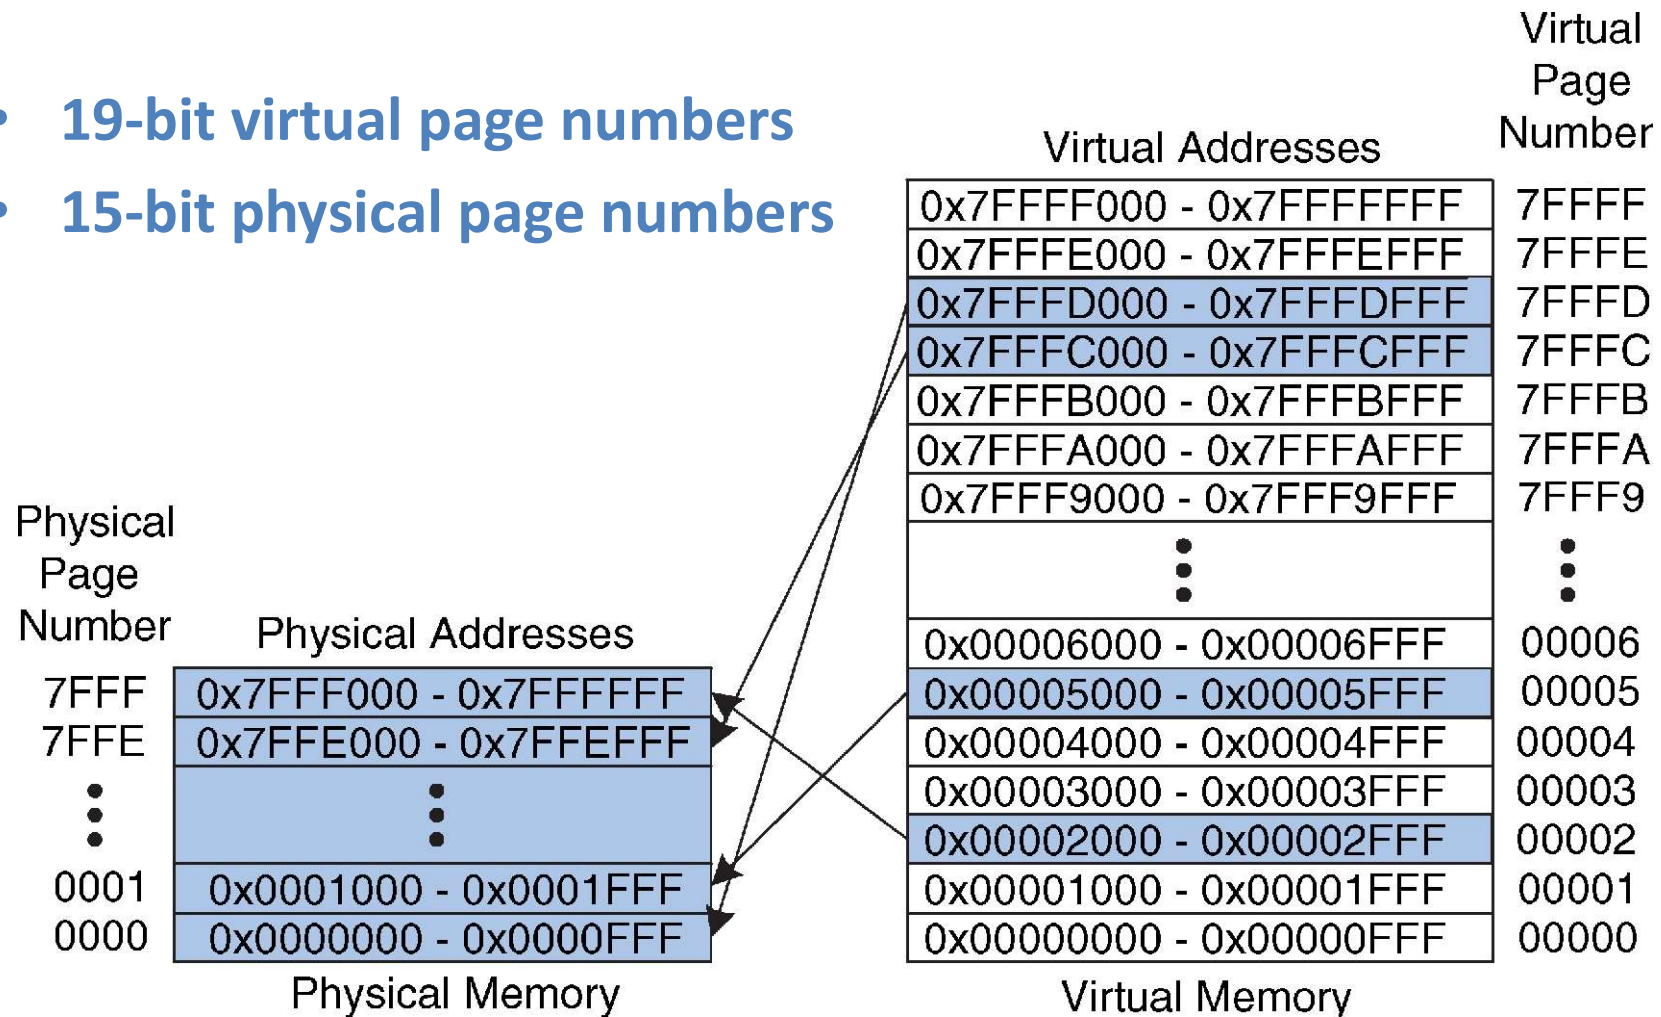 • 19-bit virtual page numbers
• 15-bit physical page numbers
Physical
Page
Number
Physical Addresses
7FFF 0x7FFF000 - 0x7FFFFFF
7FFE 0x7FFE000 - 0x7FFEFFF
0001 0x0001000 - 0x0001FFF
0000 0x0000000 - 0x0000FFF
Physical Memory
Virtual
Page
Number
Virtual Addresses
0x7FFFF000 - 0x7FFFFFFF 7FFFF
0x7FFFE000 - 0x7FFFEFFF 7FFFE
0x7FFFD000 - 0x7FFFDFFF 7FFFD
0x7FFFC000 - 0x7FFFCFFF 7FFFC
0x7FFFB000 - 0x7FFFBFFF 7FFFB
0x7FFFA000 - 0x7FFFAFFF 7FFFA
0x7FFF9000 - 0x7FFF9FFF 7FFF9
0x00006000 - 0x00006FFF 00006
0x00005000 - 0x00005FFF 00005
0x00004000 - 0x00004FFF 00004
0x00003000 - 0x00003FFF 00003
0x00002000 - 0x00002FFF 00002
0x00001000 - 0x00001FFF 00001
0x00000000 - 0x00000FFF 00000
Virtual Memory